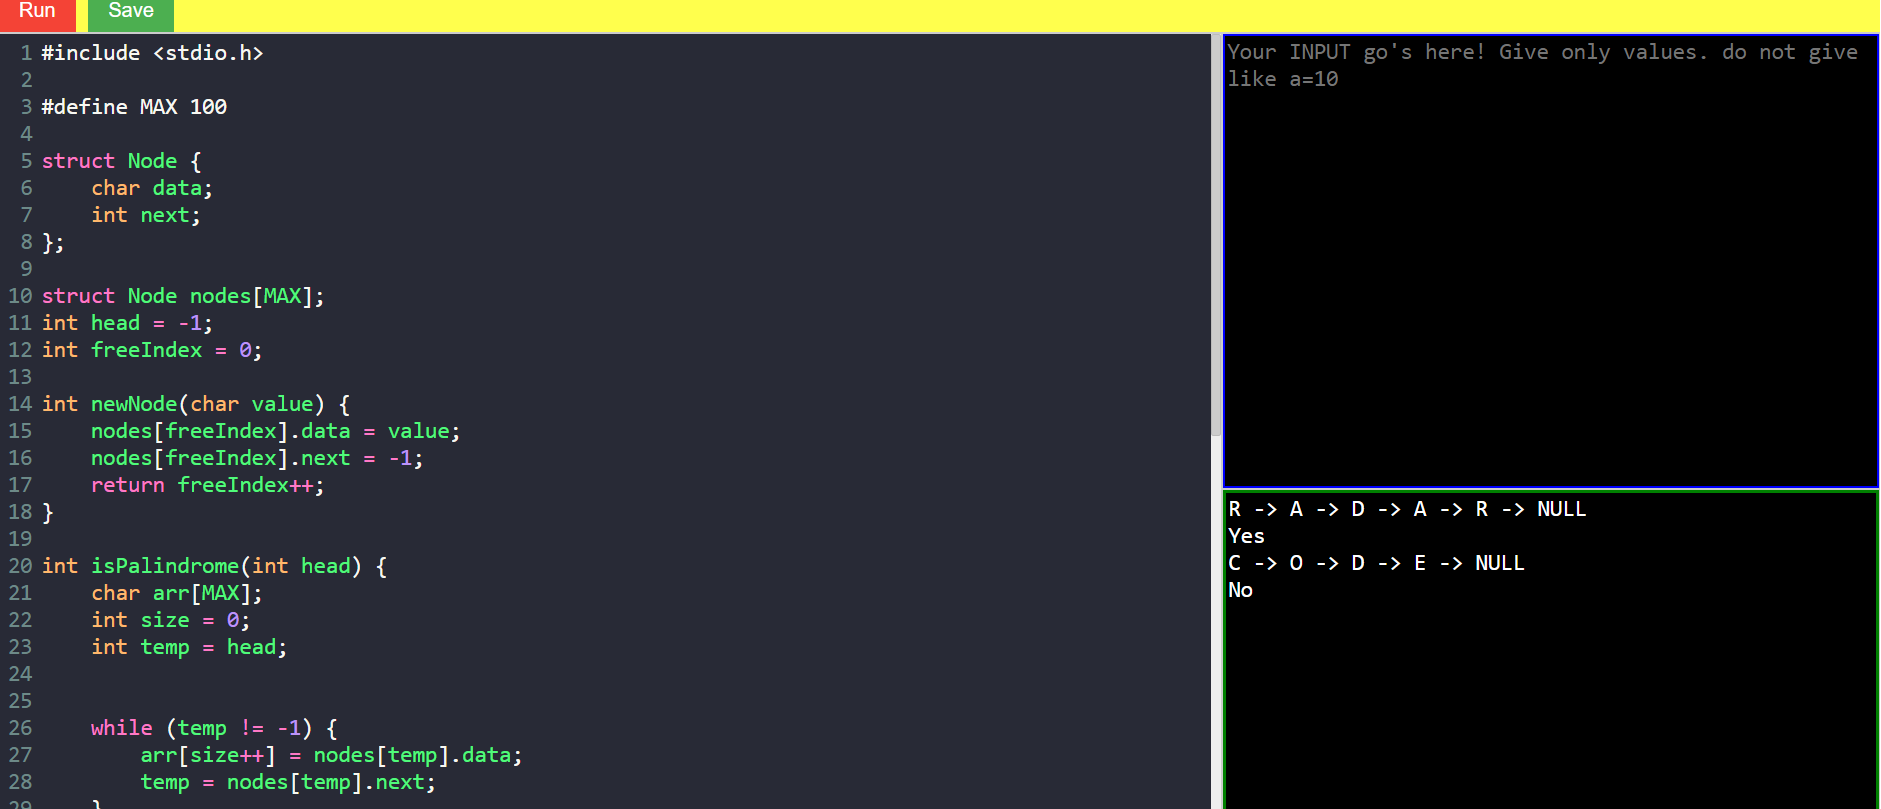 Run Save
1 #include <stdio.h>
2
3 #define MAX 100
4
5 struct Node {
6     char data;
7     int next;
8 };
9
10 struct Node nodes[MAX];
11 int head = -1;
12 int freeIndex = 0;
13
14 int newNode(char value) {
15     nodes[freeIndex].data = value;
16     nodes[freeIndex].next = -1;
17     return freeIndex++;
18 }
19
20 int isPalindrome(int head) {
21     char arr[MAX];
22     int size = 0;
23     int temp = head;
24
25
26     while (temp != -1) {
27         arr[size++] = nodes[temp].data;
28         temp = nodes[temp].next;
29     }
Your INPUT go's here! Give only values. do not give
like a=10
R -> A -> D -> A -> R -> NULL
Yes
C -> O -> D -> E -> NULL
No